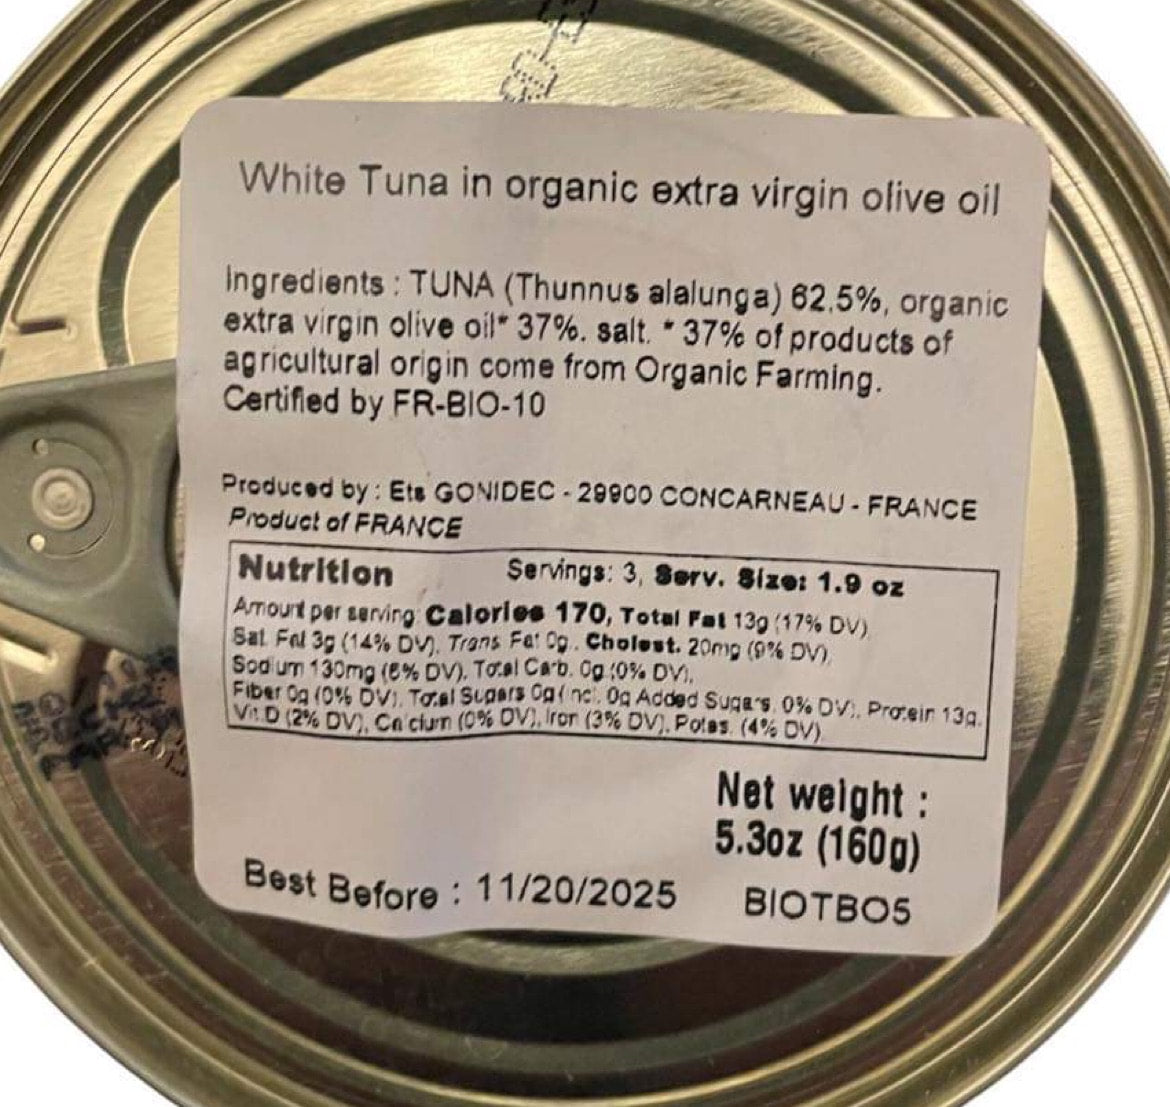 White Tuna in organic extra virgin olive oil
Ingredients : TUNA (Thunnus alalunga) 62.5%, organic
extra virgin olive oil* 37%. salt. * 37% of products of
agricultural origin come from Organic Farming.
Certified by FR-BIO-10
Produced by : Ets GONIDEC - 29900 CONCARNEAU - FRANCE
Product of FRANCE
Nutrition Servings: 3, Serv. Size: 1.9 oz
Amount per serving: Calories 170, Total Fat 13g (17% DV),
Sat. Fat 3g (14% DV), Trans Fat 0g, Cholest. 20mg (9% DV),
Sodium 130mg (6% DV), Total Carb. 0g (0% DV),
Fiber 0g (0% DV), Total Sugars 0g (Incl. 0g Added Sugars, 0% DV), Protein 13g,
Vit.D (2% DV), Calcium (0% DV), Iron (3% DV), Potas. (4% DV)
Net weight :
5.3oz (160g)
Best Before : 11/20/2025 BIOTBO5